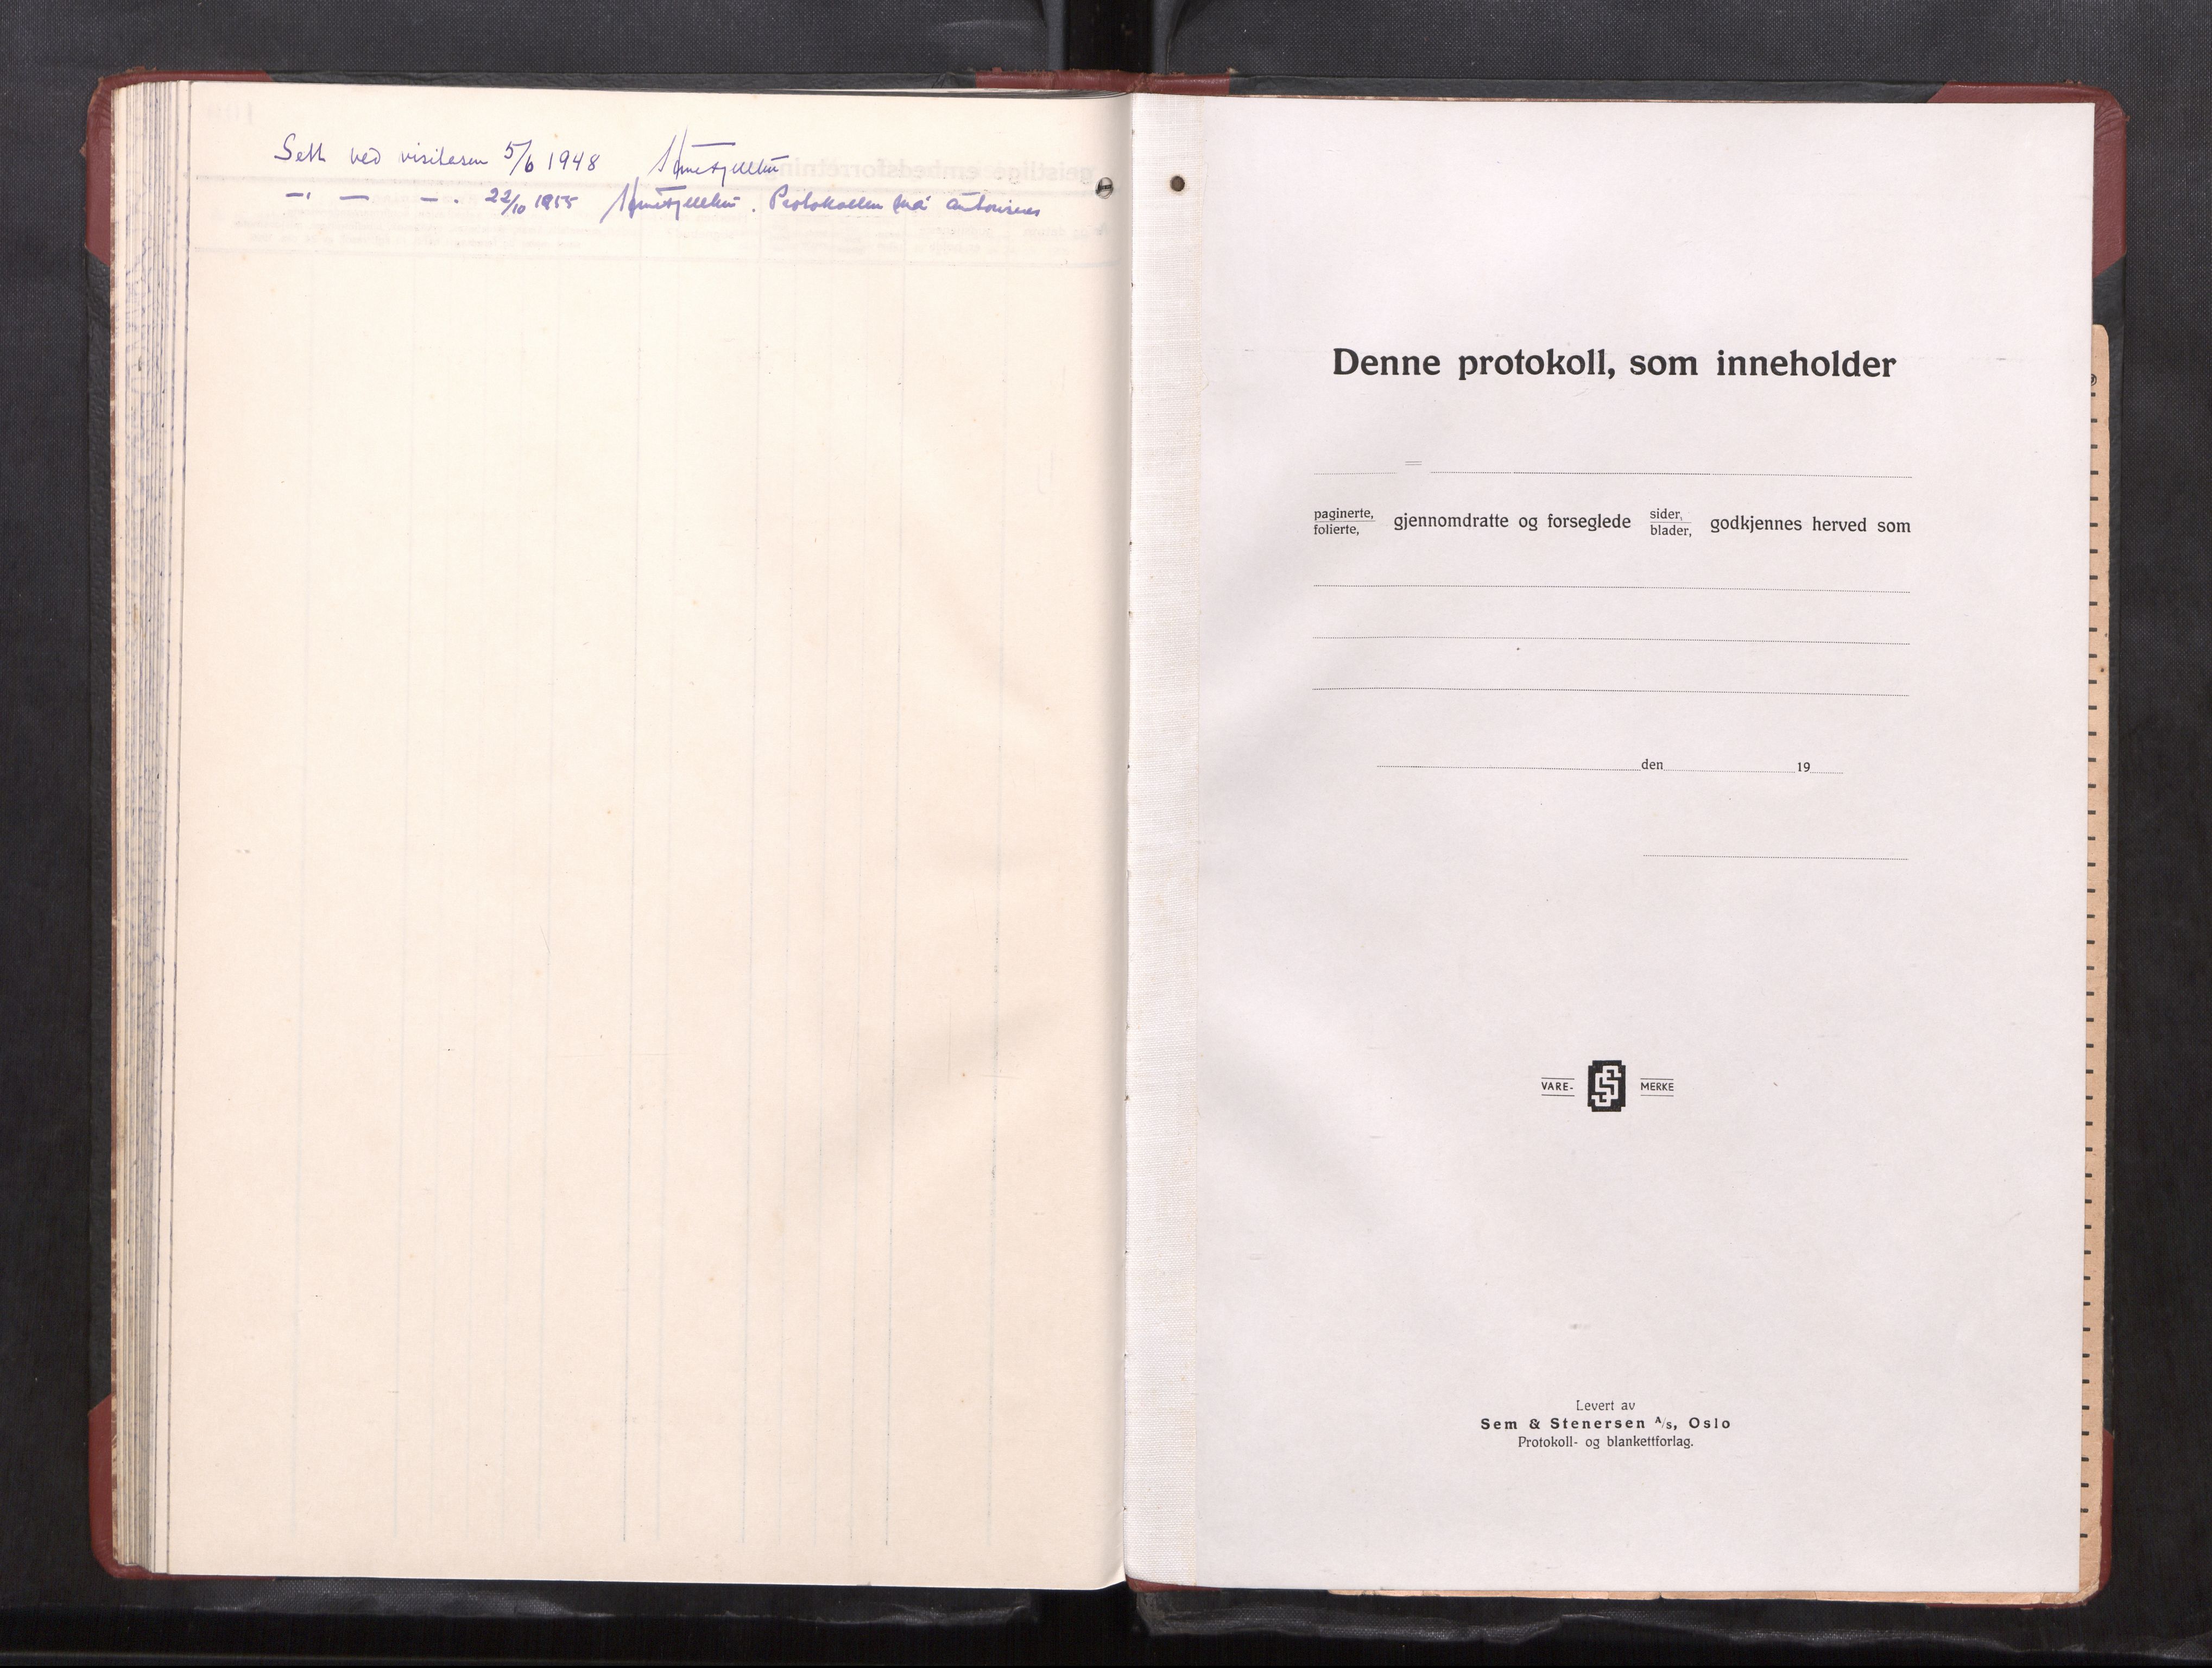 Sett ved visitasen 5/6 1948
— " — — " . 22/10 1955 . Protokollen må autoriseres
Denne protokoll, som inneholder
=
paginerte, folierte, gjennomdratte og forseglede sider, blader, godkjennes herved som
den 19
VARE- SS MERKE
Levert av
Sem & Stenersen A/s, Oslo
Protokoll- og blankettforlag.